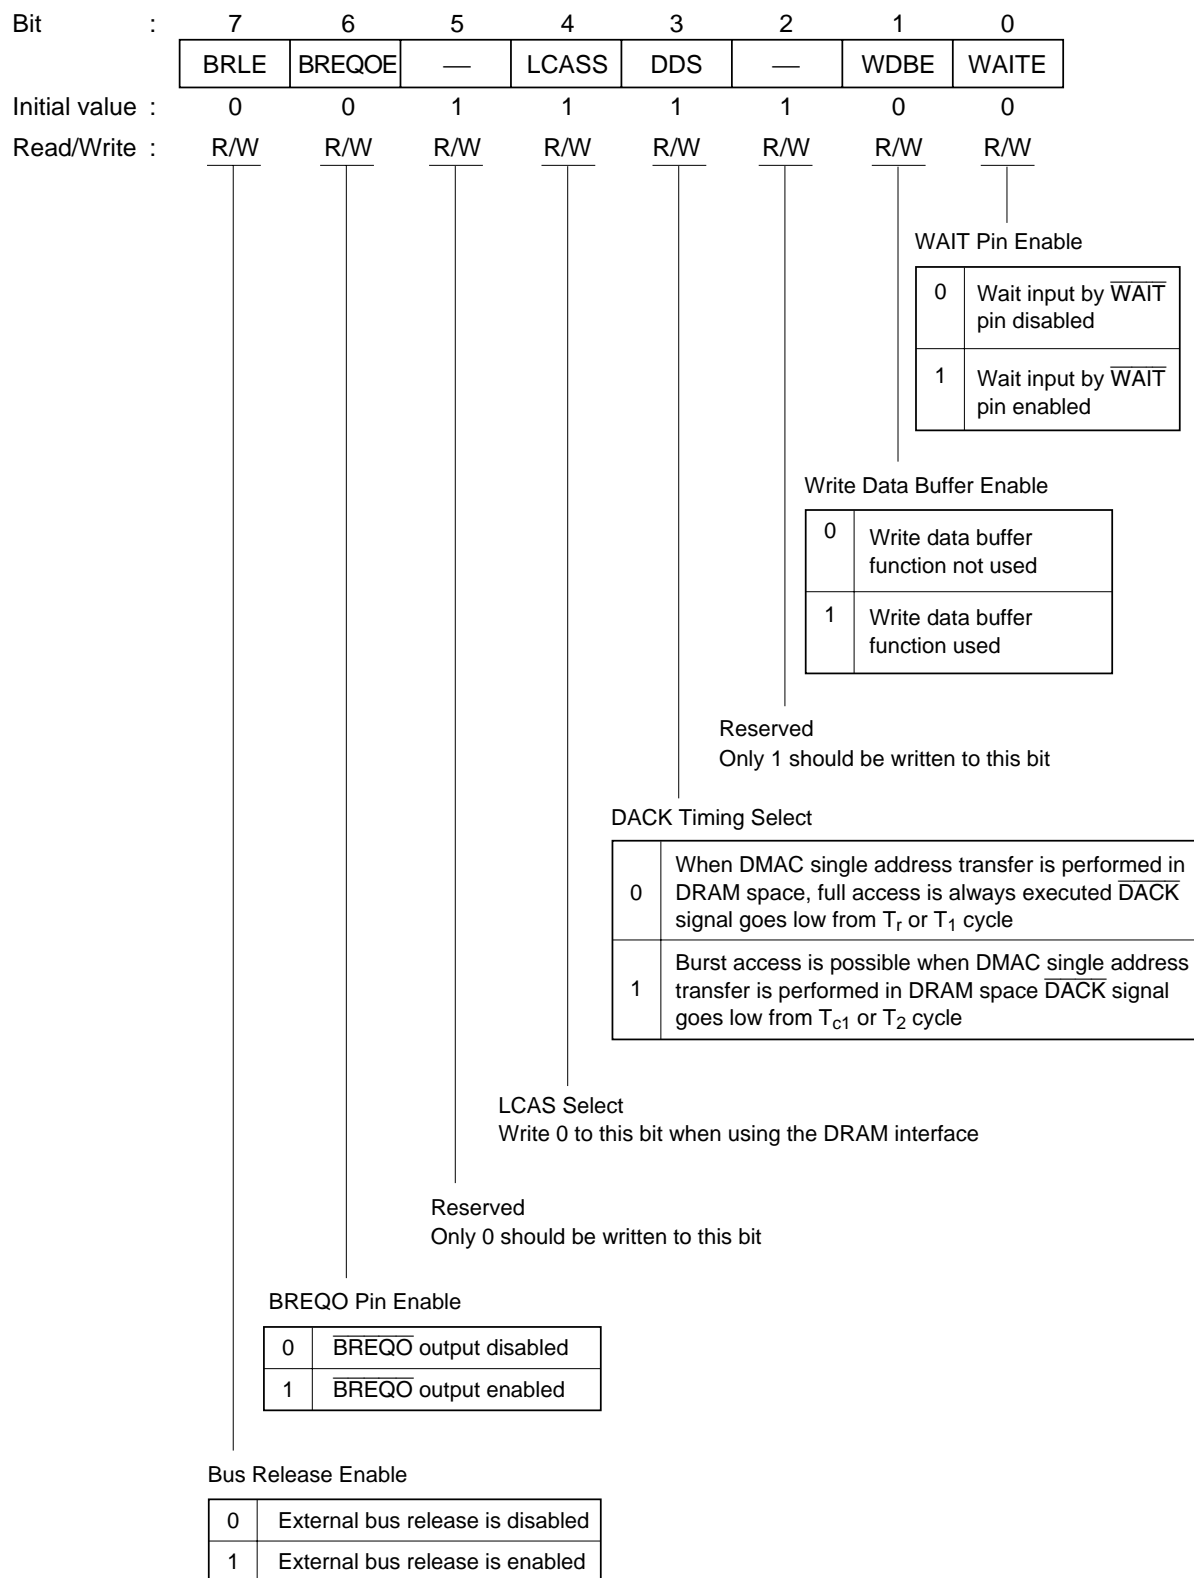 Bit : 7 6 5 4 3 2 1 0
BRLE BREQOE — LCASS DDS — WDBE WAITE
Initial value : 0 0 1 1 1 1 0 0
Read/Write : R/W R/W R/W R/W R/W R/W R/W R/W
WAIT Pin Enable
0 Wait input by W̅A̅I̅T̅
pin disabled
1 Wait input by W̅A̅I̅T̅
pin enabled
Write Data Buffer Enable
0 Write data buffer
function not used
1 Write data buffer
function used
Reserved
Only 1 should be written to this bit
DACK Timing Select
When DMAC single address transfer is performed in
0 DRAM space, full access is always executed D̅A̅C̅K̅
signal goes low from Tr or T1 cycle
Burst access is possible when DMAC single address
1 transfer is performed in DRAM space D̅A̅C̅K̅ signal
goes low from Tc1 or T2 cycle
LCAS Select
Write 0 to this bit when using the DRAM interface
Reserved
Only 0 should be written to this bit
BREQO Pin Enable
0 B̅R̅E̅Q̅O̅ output disabled
1 B̅R̅E̅Q̅O̅ output enabled
Bus Release Enable
0 External bus release is disabled
1 External bus release is enabled